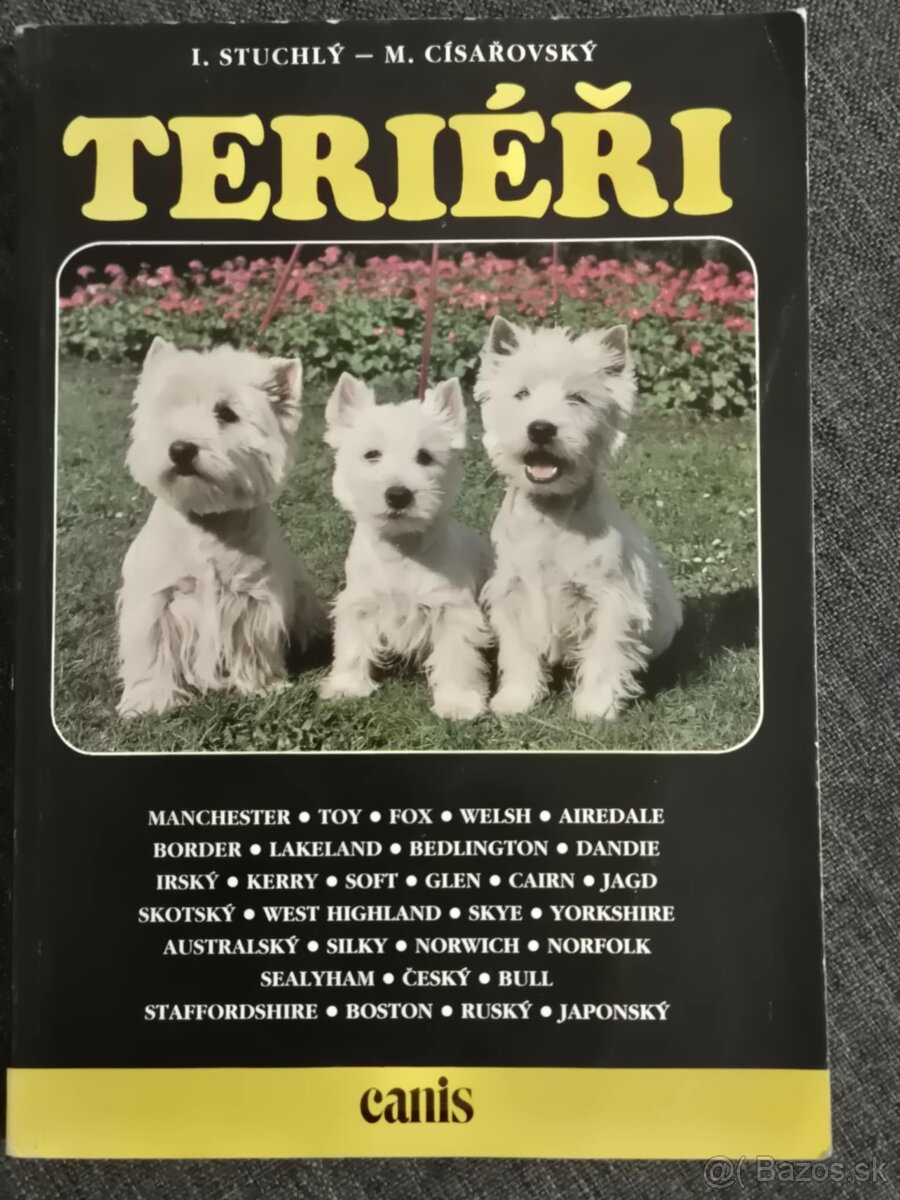 I. STUCHLÝ – M. CÍSAŘOVSKÝ
TERIÉŘI
MANCHESTER • TOY • FOX • WELSH • AIREDALE
BORDER • LAKELAND • BEDLINGTON • DANDIE
IRSKÝ • KERRY • SOFT • GLEN • CAIRN • JAGD
SKOTSKÝ • WEST HIGHLAND • SKYE • YORKSHIRE
AUSTRALSKÝ • SILKY • NORWICH • NORFOLK
SEALYHAM • ČESKÝ • BULL
STAFFORDSHIRE • BOSTON • RUSKÝ • JAPONSKÝ
canis
@( Bazos.sk